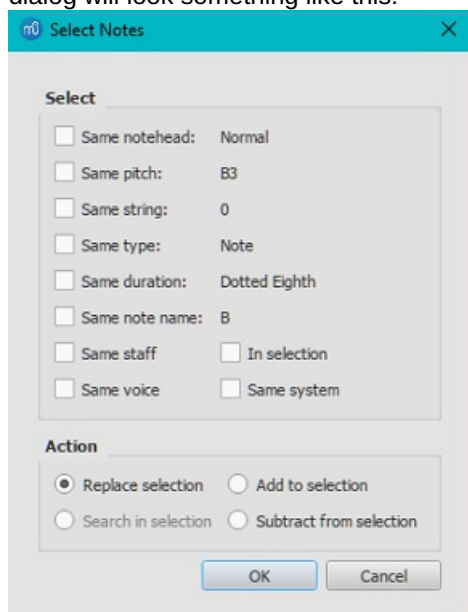 dialog will look something like this:
Select Notes
Select
Same notehead: Normal
Same pitch: B3
Same string: 0
Same type: Note
Same duration: Dotted Eighth
Same note name: B
Same staff In selection
Same voice Same system
Action
Replace selection Add to selection
Search in selection Subtract from selection
OK Cancel